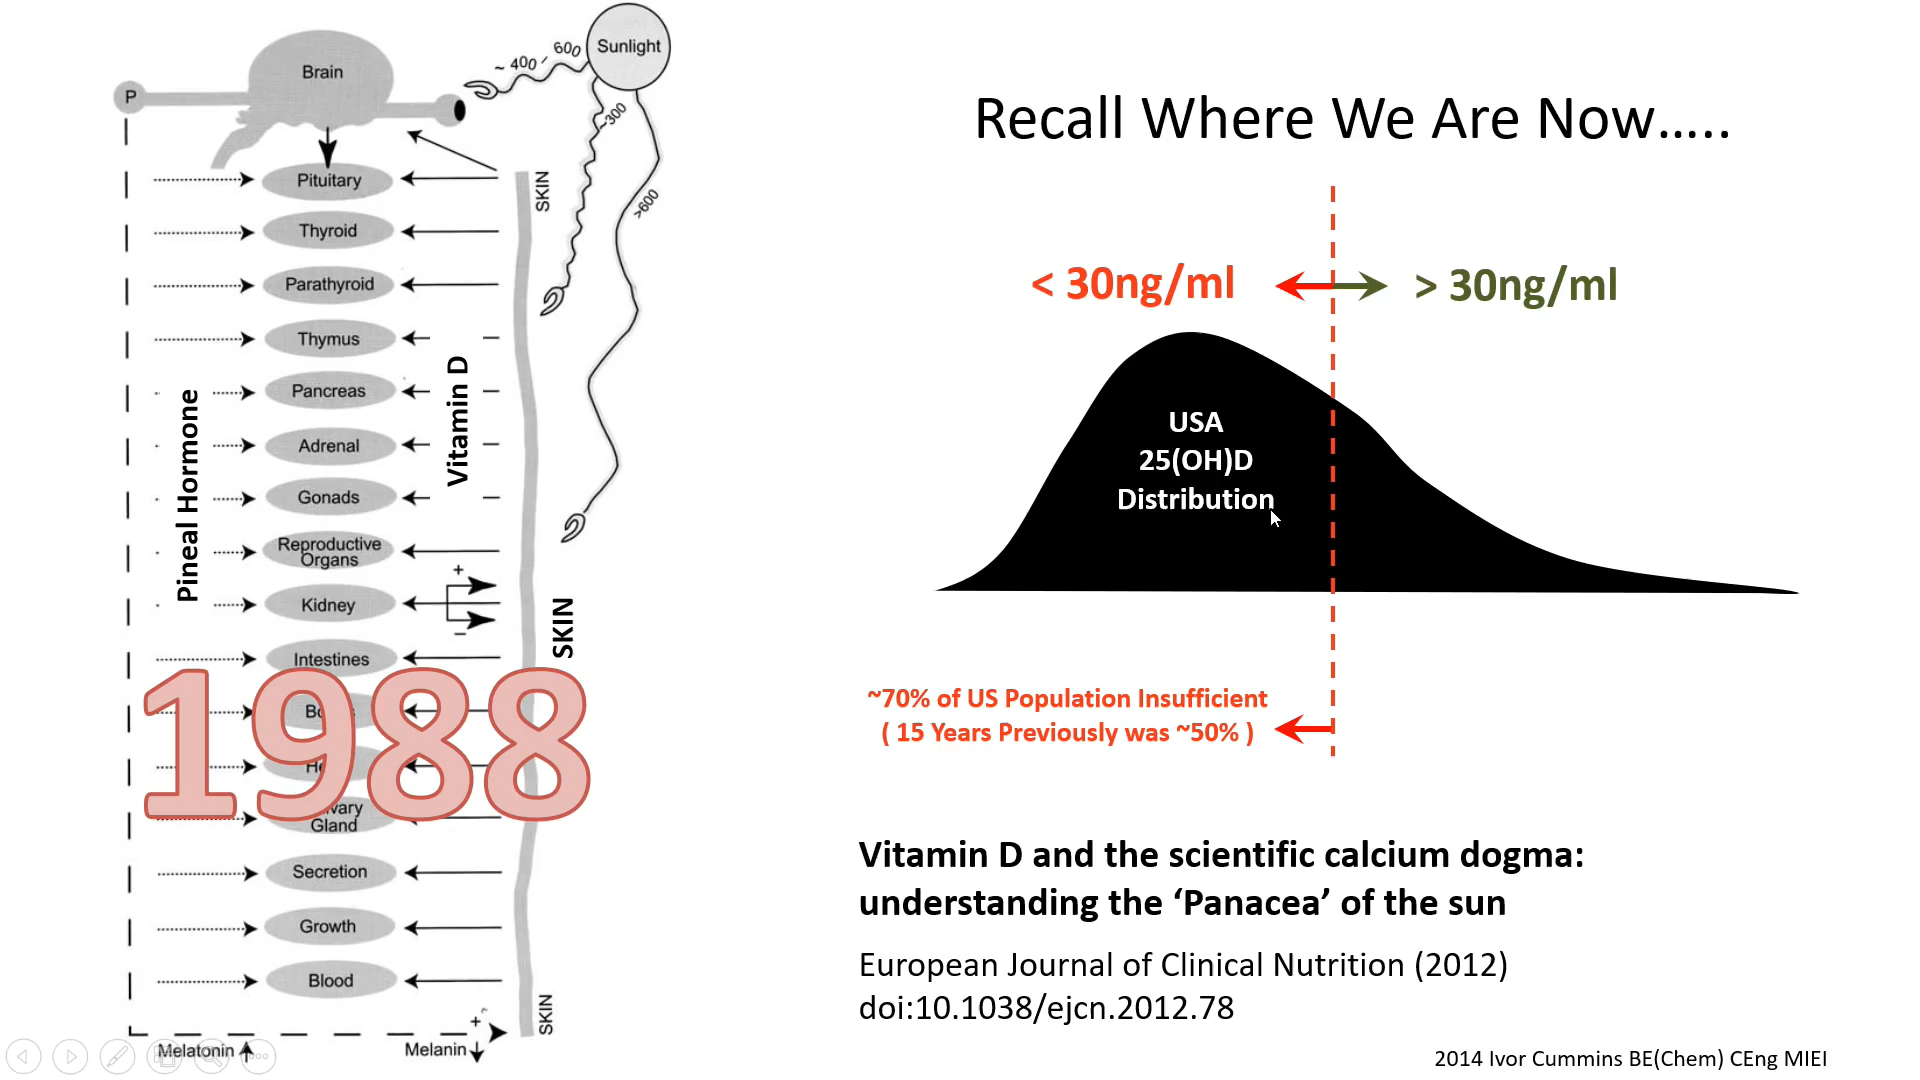 Sunlight
~ 400 - 600
~300
>600
Brain
P
Pituitary
Thyroid
Parathyroid
Thymus
Pancreas
Adrenal
Gonads
Reproductive
Organs
Kidney
Intestines
Gland
Secretion
Growth
Blood
Pineal Hormone
Vitamin D
SKIN
SKIN
SKIN
+
–
+
Melatonin
Melanin
1988
Recall Where We Are Now.....
< 30ng/ml
> 30ng/ml
USA
25(OH)D
Distribution
~70% of US Population Insufficient
( 15 Years Previously was ~50% )
Vitamin D and the scientific calcium dogma:
understanding the ‘Panacea’ of the sun
European Journal of Clinical Nutrition (2012)
doi:10.1038/ejcn.2012.78
2014 Ivor Cummins BE(Chem) CEng MIEI